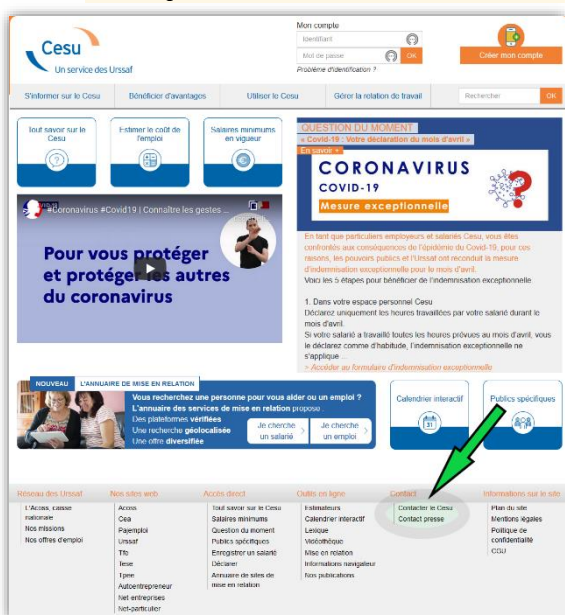 Cesu
Un service des Urssaf
Mon compte
Identifiant
Mot de passe
OK
Problème d'identification ?
Créer mon compte
S'informer sur le Cesu
Bénéficier d'avantages
Utiliser le Cesu
Gérer la relation de travail
Rechercher
OK
Tout savoir sur le
Cesu
Estimer le coût de
l'emploi
Salaires minimums
en vigueur
QUESTION DU MOMENT
« Covid-19 : Votre déclaration du mois d'avril »
En savoir +
CORONAVIRUS
COVID-19
Mesure exceptionnelle
#Coronavirus #Covid19 | Connaître les gestes ...
Pour vous protéger
et protéger les autres
du coronavirus
En tant que particuliers employeurs et salariés Cesu, vous êtes
confrontés aux conséquences de l'épidémie du Covid-19, pour ces
raisons, les pouvoirs publics et l'Urssaf ont reconduit la mesure
d'indemnisation exceptionnelle pour le mois d'avril.
Voici les 5 étapes pour bénéficier de l'indemnisation exceptionnelle.
1. Dans votre espace personnel Cesu
Déclarez uniquement les heures travaillées par votre salarié durant le
mois d'avril.
Si votre salarié a travaillé toutes les heures prévues au mois d'avril, vous
le déclarez comme d'habitude, l'indemnisation exceptionnelle ne
s'applique ...
> Accéder au formulaire d'indemnisation exceptionnelle
NOUVEAU
L'ANNUAIRE DE MISE EN RELATION
Vous recherchez une personne pour vous aider ou un emploi ?
L'annuaire des services de mise en relation propose :
Des plateformes vérifiées
Une recherche géolocalisée
Une offre diversifiée
Je cherche
un salarié
Je cherche
un emploi
Calendrier interactif
31
Publics spécifiques
Réseau des Urssaf
L'Acoss, caisse
nationale
Nos missions
Nos offres d'emploi
Nos sites web
Acoss
Cea
Pajemploi
Urssaf
Tfe
Tese
Tpee
Autoentrepreneur
Net-entreprises
Net-particulier
Accès direct
Tout savoir sur le Cesu
Salaires minimums
Question du moment
Publics spécifiques
Enregistrer un salarié
Déclarer
Annuaire de sites de
mise en relation
Outils en ligne
Estimateurs
Calendrier interactif
Lexique
Vidéothèque
Mise en relation
Informations navigateur
Nos publications
Contact
Contacter le Cesu
Contact presse
Informations sur le site
Plan du site
Mentions légales
Politique de
confidentialité
CGU